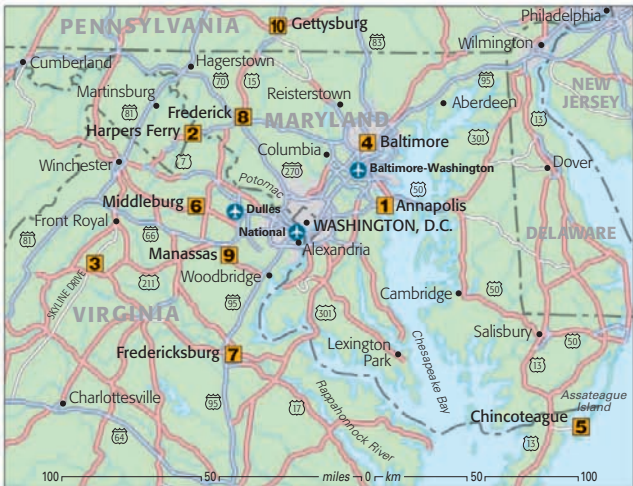 Philadelphia
PENNSYLVANIA
10 Gettysburg
83
Wilmington
Cumberland
Hagerstown
70
15
95
NEW
JERSEY
Martinsburg
Reisterstown
Aberdeen
81
Frederick 8
MARYLAND
301
13
Harpers Ferry 2
4 Baltimore
Columbia
7
270
Baltimore-Washington
Winchester
Dover
Potomac
50
Middleburg 6
Dulles
1 Annapolis
Front Royal
National
WASHINGTON, D.C.
DELAWARE
81
66
Alexandria
Manassas 9
3
Woodbridge
211
SKYLINE DRIVE
95
Cambridge
50
VIRGINIA
301
Salisbury
50
Lexington
Park
Chesapeake Bay
Fredericksburg 7
13
Rappahannock River
Assateague
Island
Charlottesville
95
17
Chincoteague
5
64
13
100 50 miles 0 km 50 100